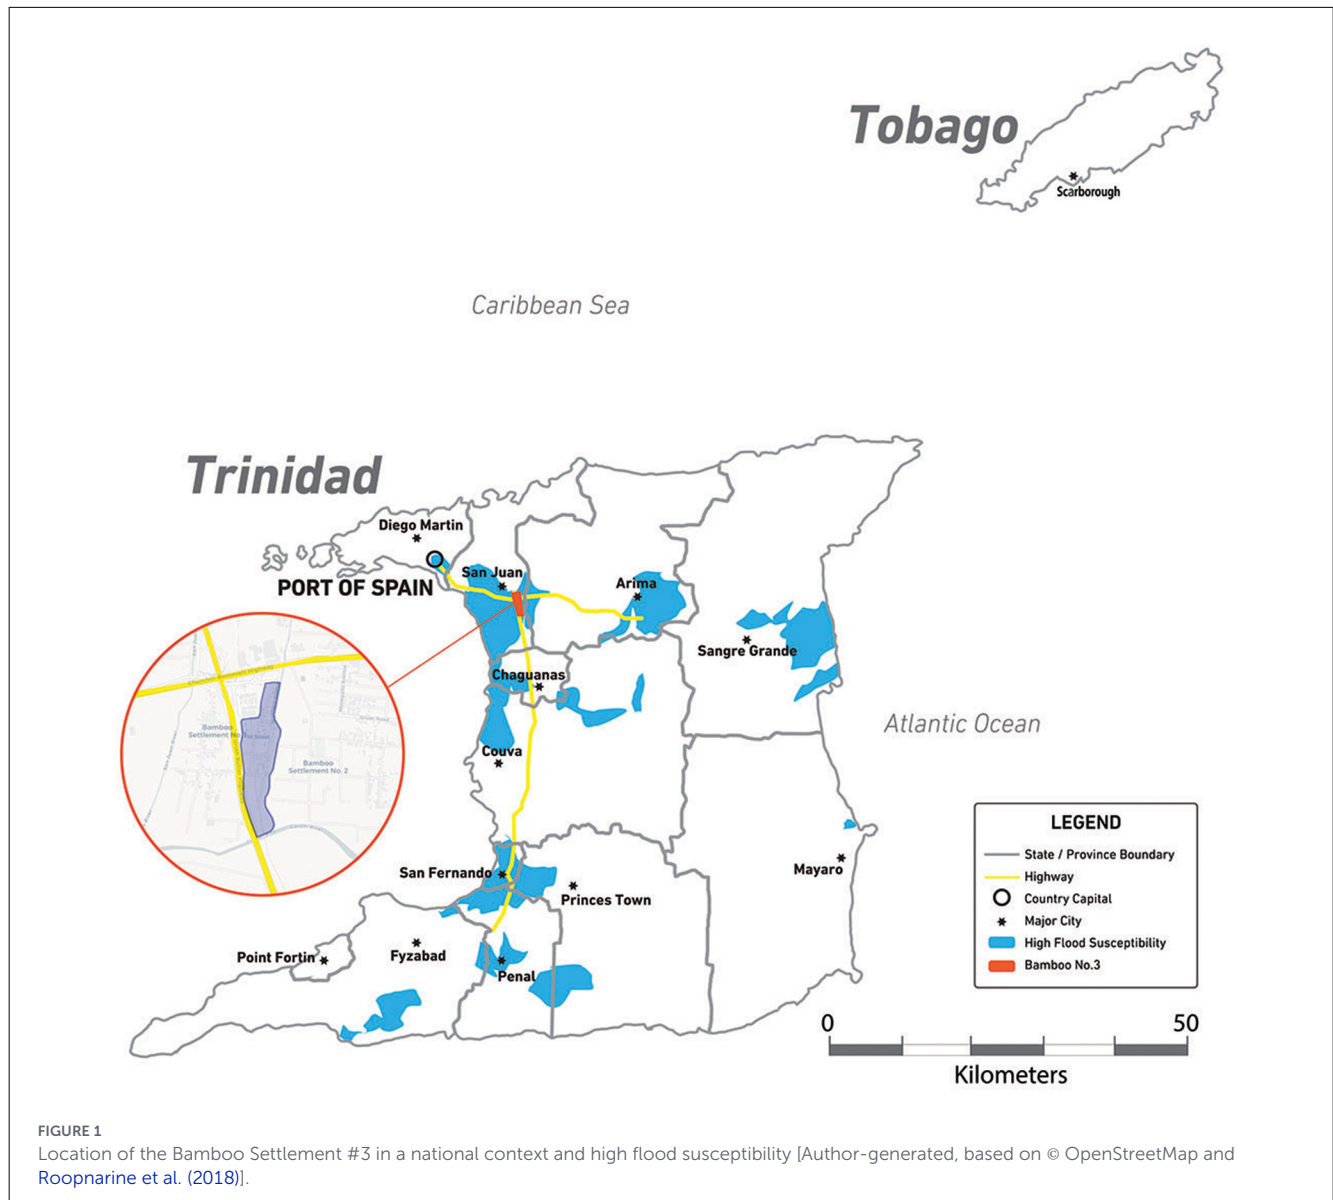 Tobago
Scarborough
Caribbean Sea
Trinidad
Diego Martin
PORT OF SPAIN
San Juan
Arima
Sangre Grande
Chaguanas
Atlantic Ocean
Bamboo
Settlement No.
Bamboo
Settlement No. 2
Couva
San Fernando
Princes Town
Mayaro
Point Fortin
Fyzabad
Penal
LEGEND
State / Province Boundary
Highway
Country Capital
Major City
High Flood Susceptibility
Bamboo No.3
0 50
Kilometers
FIGURE 1
Location of the Bamboo Settlement #3 in a national context and high flood susceptibility [Author-generated, based on © OpenStreetMap and
Roopnarine et al. (2018)].